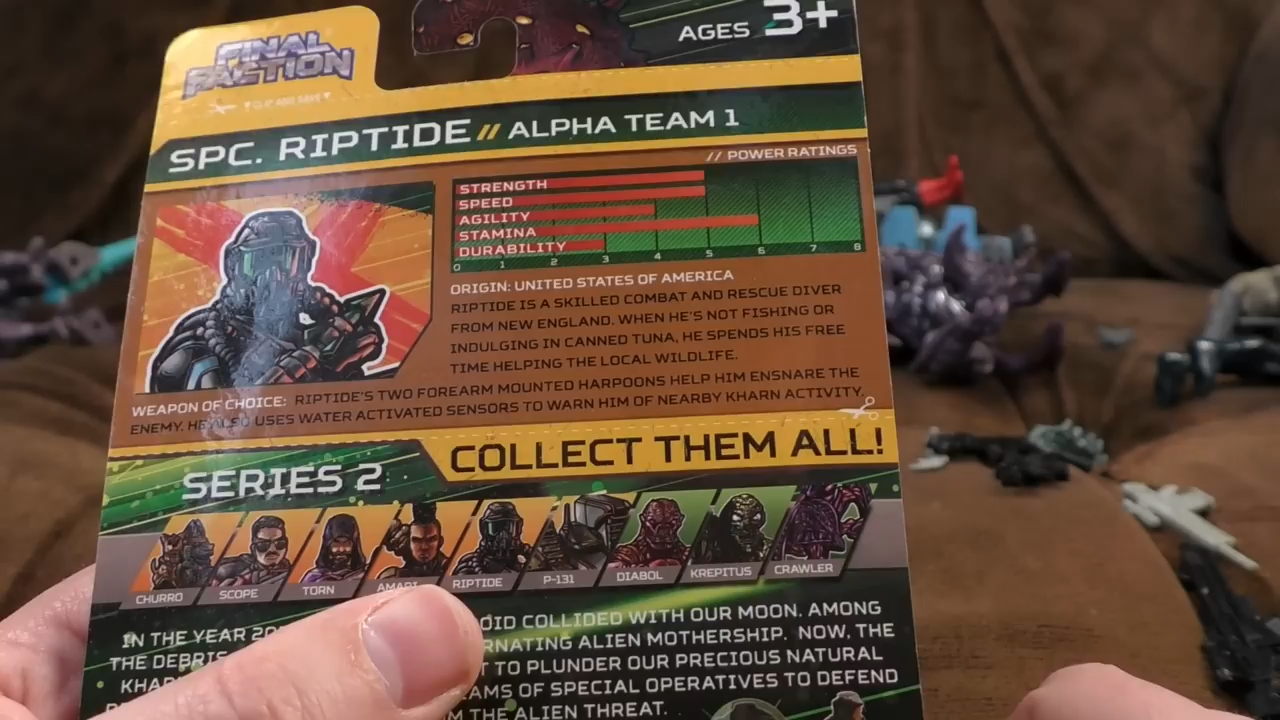 AGES 3+
FINAL FACTION
SPC. RIPTIDE // ALPHA TEAM 1
// POWER RATINGS
STRENGTH
SPEED
AGILITY
STAMINA
DURABILITY
0 1 2 3 4 5 6 7 8
ORIGIN: UNITED STATES OF AMERICA
RIPTIDE IS A SKILLED COMBAT AND RESCUE DIVER
FROM NEW ENGLAND. WHEN HE'S NOT FISHING OR
INDULGING IN CANNED TUNA, HE SPENDS HIS FREE
TIME HELPING THE LOCAL WILDLIFE.
WEAPON OF CHOICE: RIPTIDE'S TWO FOREARM MOUNTED HARPOONS HELP HIM ENSNARE THE
ENEMY. HE ALSO USES WATER ACTIVATED SENSORS TO WARN HIM OF NEARBY KHARN ACTIVITY.
COLLECT THEM ALL!
SERIES 2
CHURRO SCOPE TORN AMARI RIPTIDE P-131 DIABOL KREPITUS CRAWLER
IN THE YEAR COLLIDED WITH OUR MOON. AMONG
THE DEBRIS ALIEN MOTHERSHIP. NOW, THE
TO PLUNDER OUR PRECIOUS NATURAL
OF SPECIAL OPERATIVES TO DEFEND
THE ALIEN THREAT.